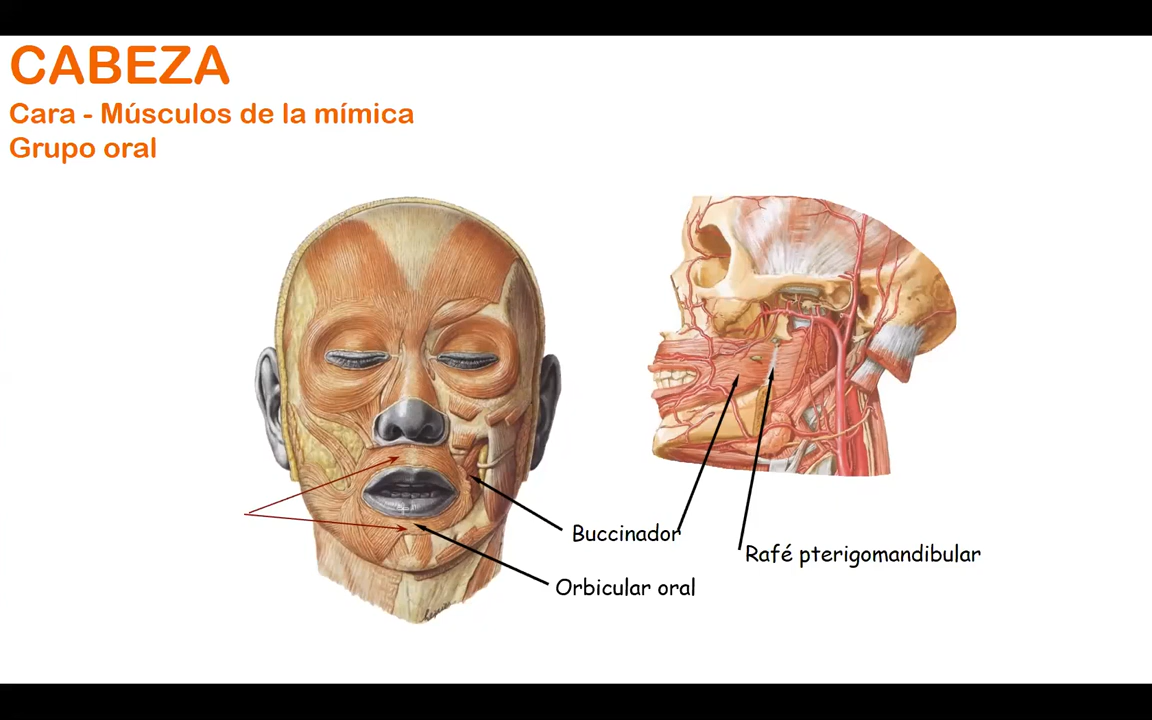 CABEZA
Cara - Músculos de la mímica
Grupo oral
Buccinador
Rafé pterigomandibular
Orbicular oral